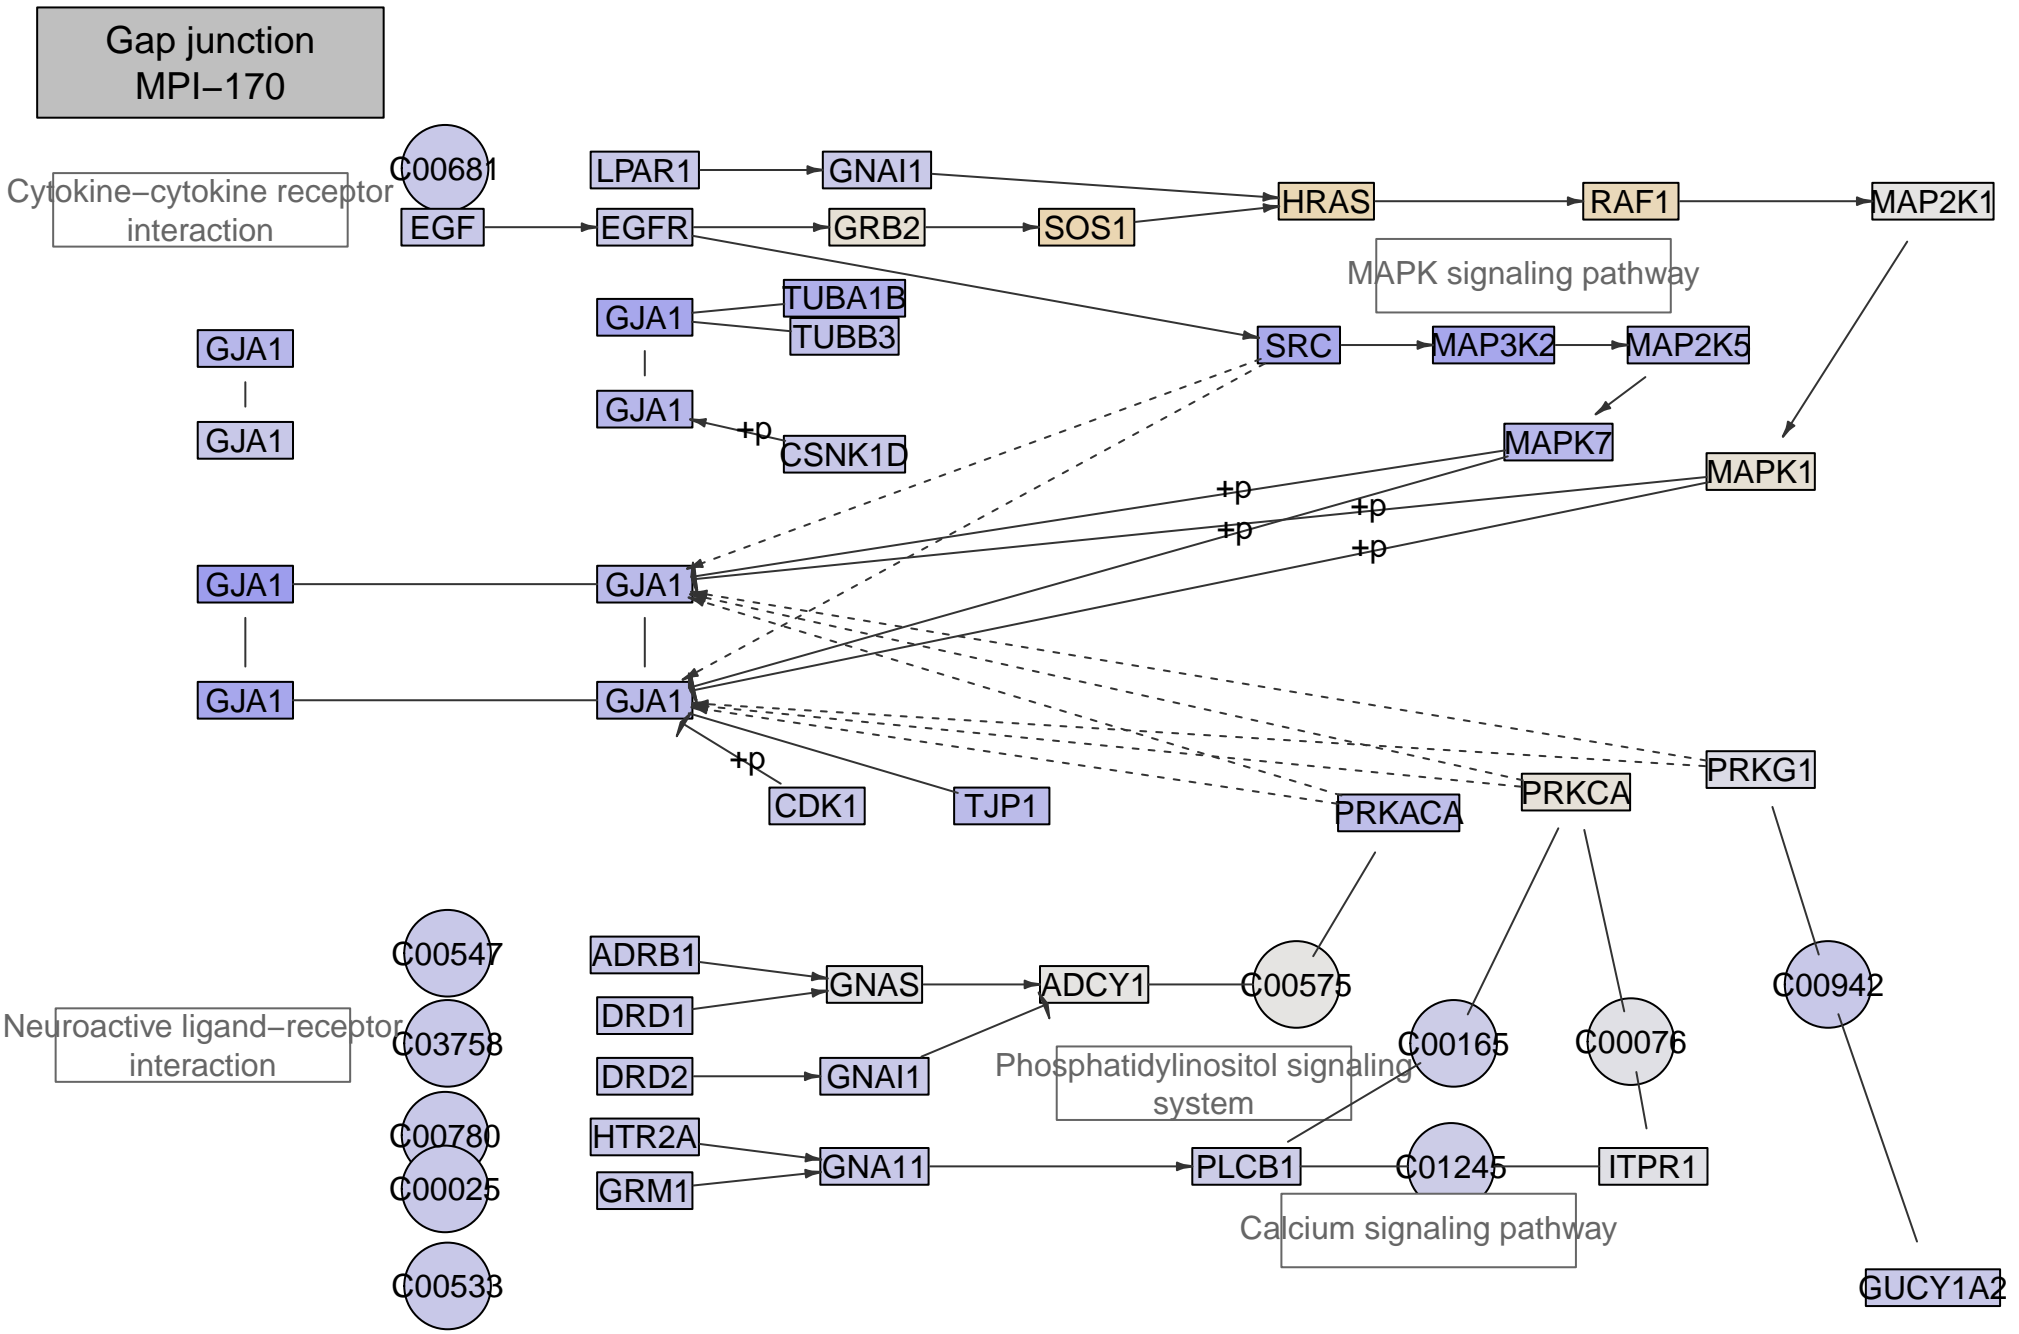 Gap junction
MPI−170
C00681
LPAR1
GNAI1
Cytokine−cytokine receptor
interaction
HRAS
RAF1
MAP2K1
EGF
EGFR
GRB2
SOS1
MAPK signaling pathway
TUBA1B
GJA1
TUBB3
GJA1
SRC
MAP3K2
MAP2K5
GJA1
GJA1
+p
CSNK1D
MAPK7
MAPK1
+p
+p
+p
+p
GJA1
GJA1
GJA1
GJA1
+p
CDK1
TJP1
PRKACA
PRKCA
PRKG1
C00547
ADRB1
GNAS
ADCY1
C00575
C00942
DRD1
Neuroactive ligand−receptor
interaction
C03758
C00165
C00076
DRD2
GNAI1
Phosphatidylinositol signaling
system
C00780
HTR2A
GNA11
PLCB1
C01245
ITPR1
C00025
GRM1
Calcium signaling pathway
C00533
GUCY1A2